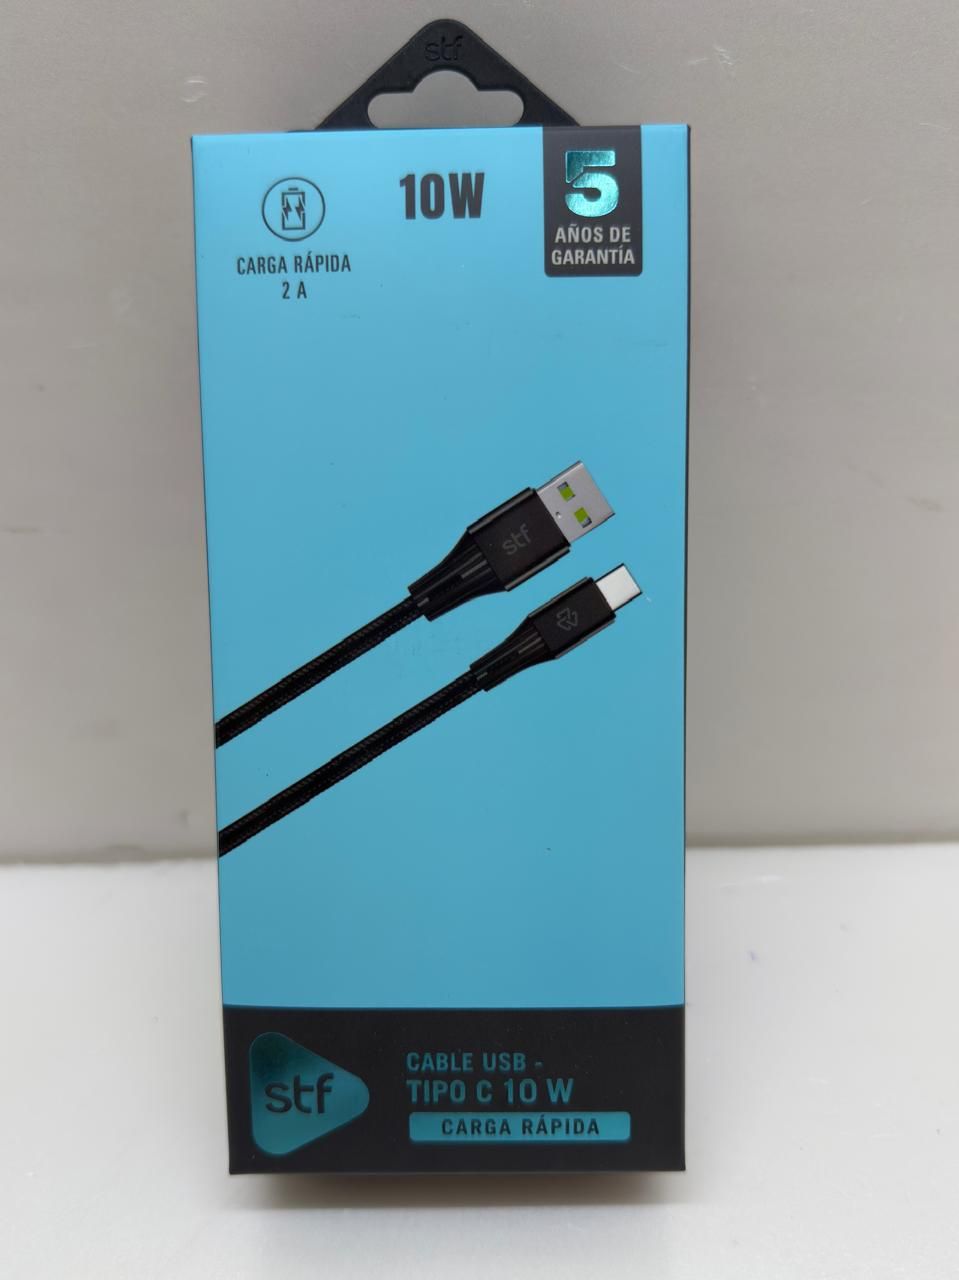 stf
10W
5
AÑOS DE
GARANTÍA
CARGA RÁPIDA
2 A
stf
stf
CABLE USB -
TIPO C 10 W
CARGA RÁPIDA